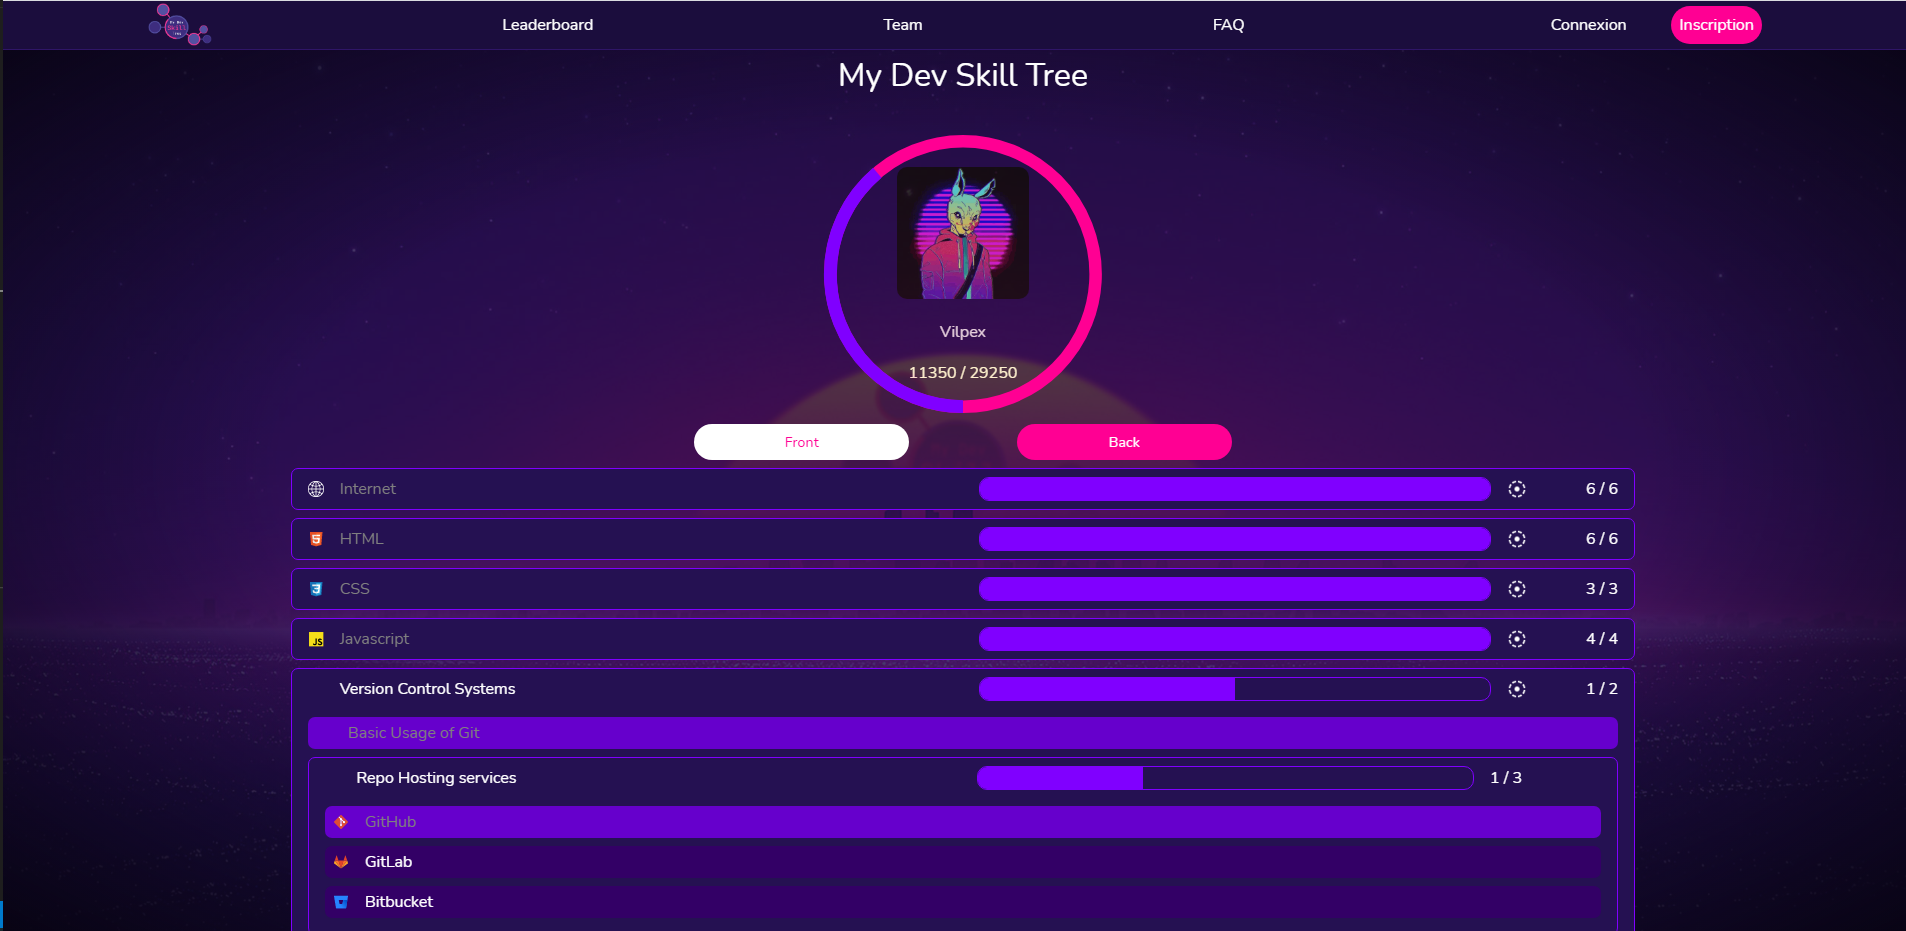 Leaderboard
Team
FAQ
Connexion
Inscription
My Dev Skill Tree
Vilpex
11350 / 29250
Front
Back
Internet
6 / 6
HTML
6 / 6
CSS
3 / 3
Javascript
4 / 4
Version Control Systems
1 / 2
Basic Usage of Git
Repo Hosting services
1 / 3
GitHub
GitLab
Bitbucket